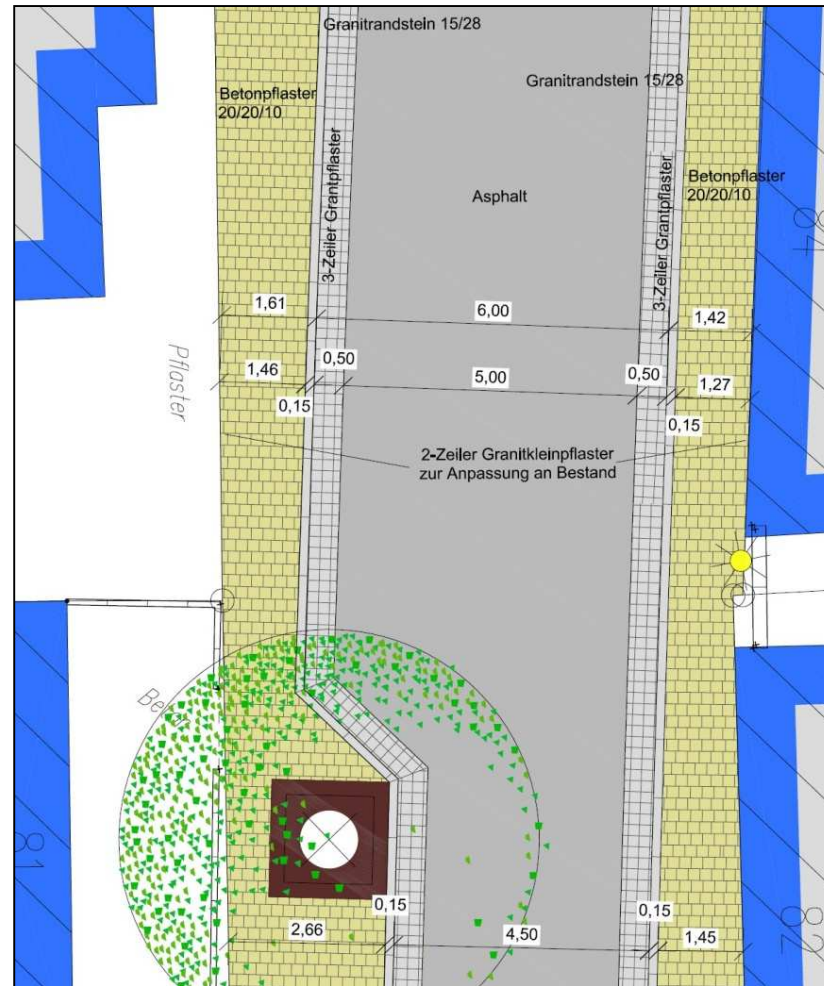 Granitrandstein 15/28
Granitrandstein 15/28
Betonpflaster
20/20/10
3-Zeiler Grantpflaster
Asphalt
3-Zeiler Grantpflaster
Betonpflaster
20/20/10
84
1,61
6,00
1,42
Pflaster
1,46
0,50
5,00
0,50
1,27
0,15
0,15
2-Zeiler Granitkleinpflaster
zur Anpassung an Bestand
81
0,15
0,15
2,66
4,50
1,45
82